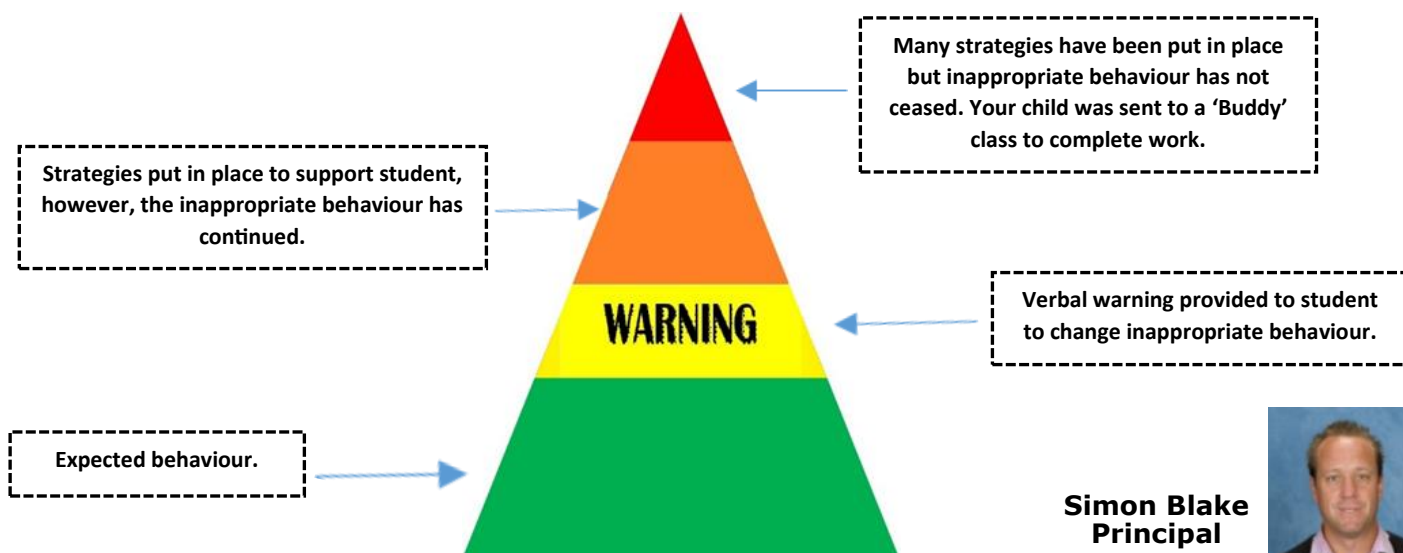 Many strategies have been put in place
but inappropriate behaviour has not
ceased. Your child was sent to a ‘Buddy’
class to complete work.
Strategies put in place to support student,
however, the inappropriate behaviour has
continued.
WARNING
Verbal warning provided to student
to change inappropriate behaviour.
Expected behaviour.
Simon Blake
Principal